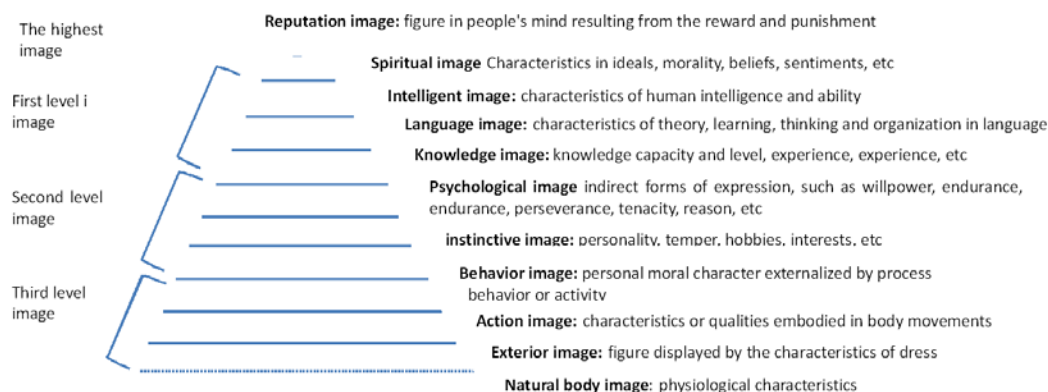 The highest
image
Reputation image: figure in people's mind resulting from the reward and punishment
Spiritual image Characteristics in ideals, morality, beliefs, sentiments, etc
First level i
image
Intelligent image: characteristics of human intelligence and ability
Language image: characteristics of theory, learning, thinking and organization in language
Knowledge image: knowledge capacity and level, experience, experience, etc
Second level
image
Psychological image indirect forms of expression, such as willpower, endurance,
endurance, perseverance, tenacity, reason, etc
instinctive image: personality, temper, hobbies, interests, etc
Third level
image
Behavior image: personal moral character externalized by process
behavior or activity
Action image: characteristics or qualities embodied in body movements
Exterior image: figure displayed by the characteristics of dress
Natural body image: physiological characteristics